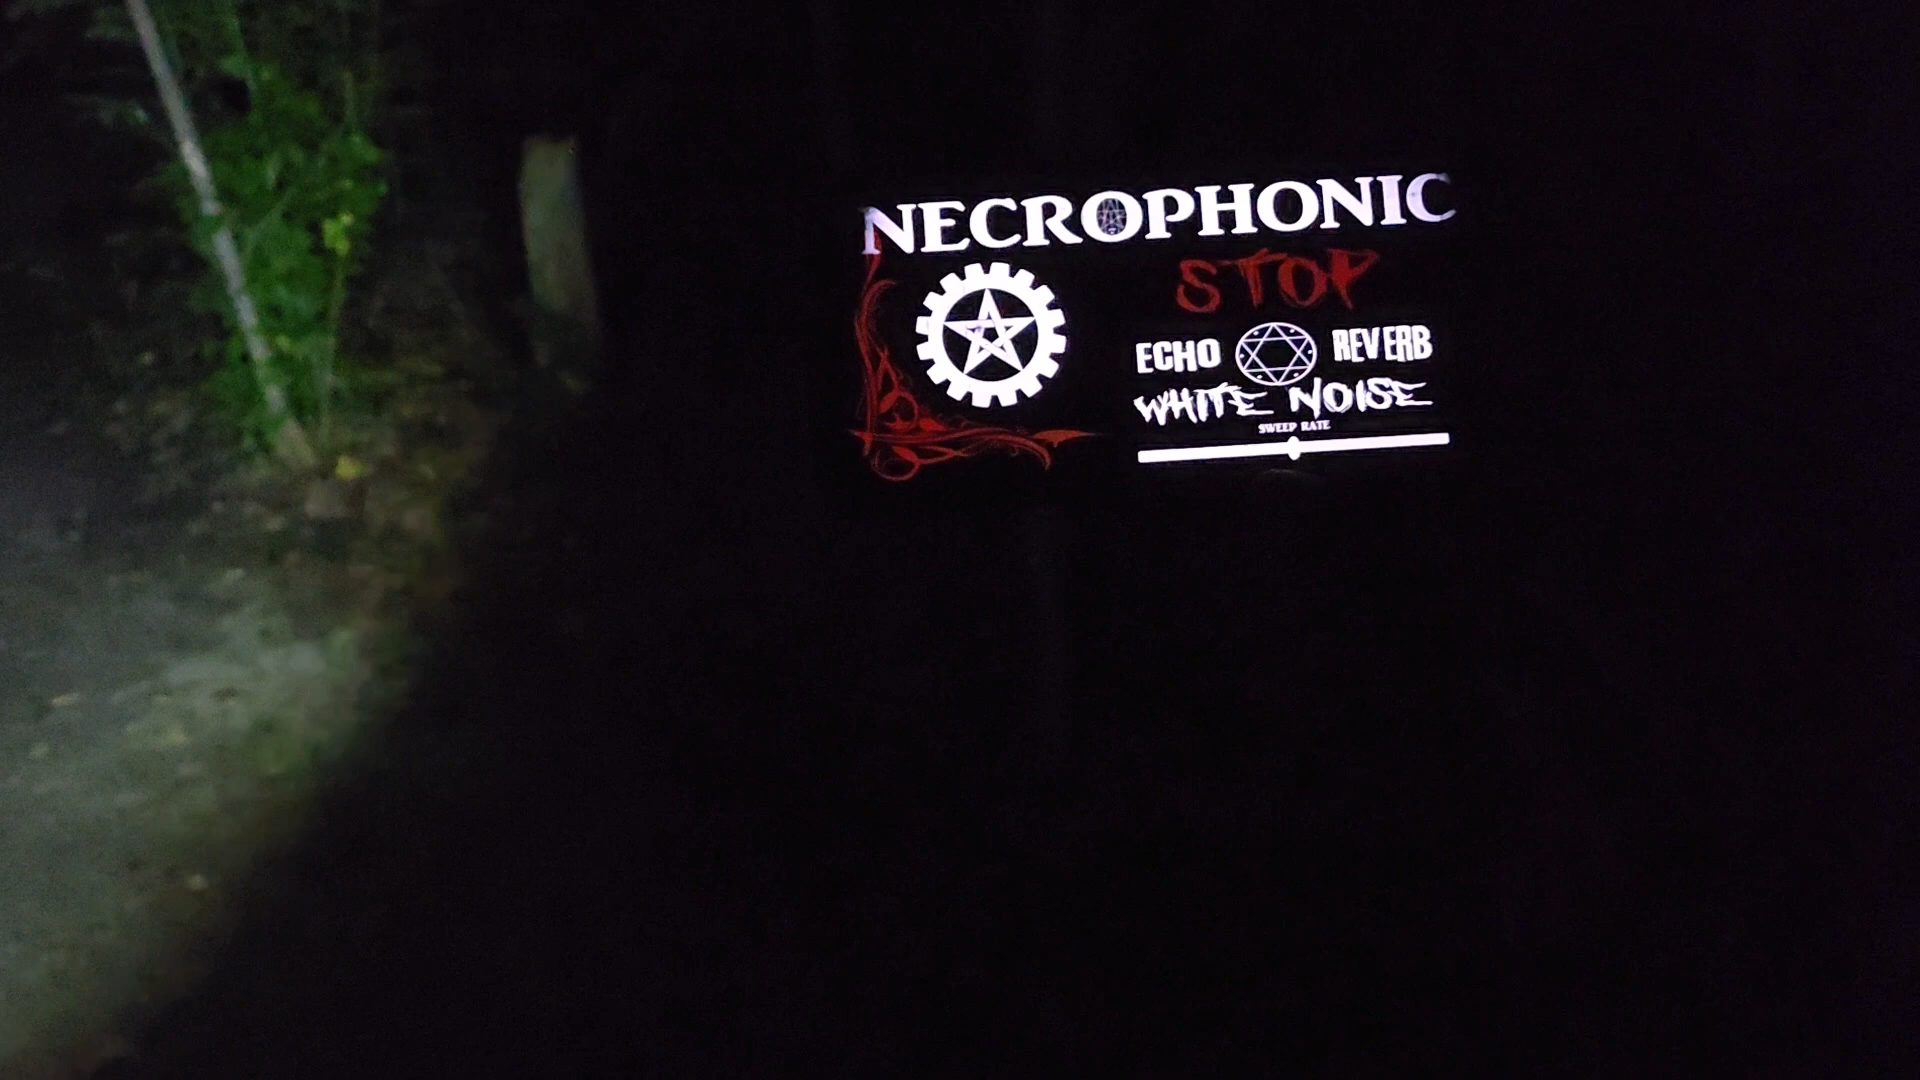 NECROPHONIC
STOP
ECHO REVERB
WHITE NOISE
SWEEP RATE